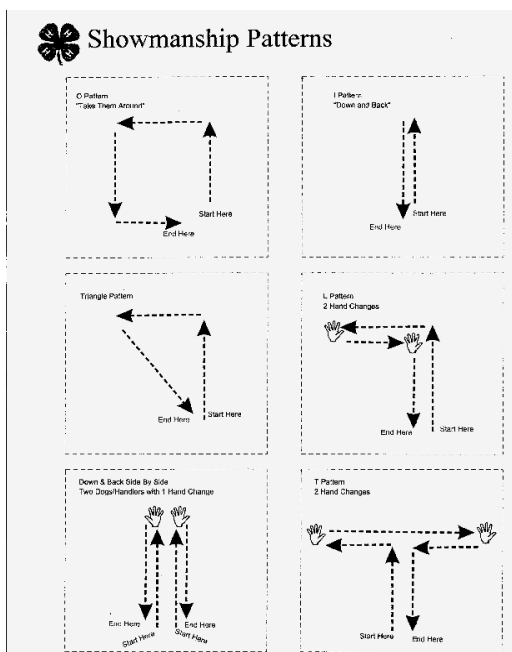 H H H H
Showmanship Patterns
O Pattern
"Take Them Around"
Start Here
End Here
I Pattern
"Down and Back"
Start Here
End Here
Triangle Pattern
End Here
Start Here
L Pattern
2 Hand Changes
End Here
Start Here
Down & Back Side By Side
Two Dogs/Handlers with 1 Hand Change
End Here
Start Here
Start Here
End Here
T Pattern
2 Hand Changes
Start Here
End Here